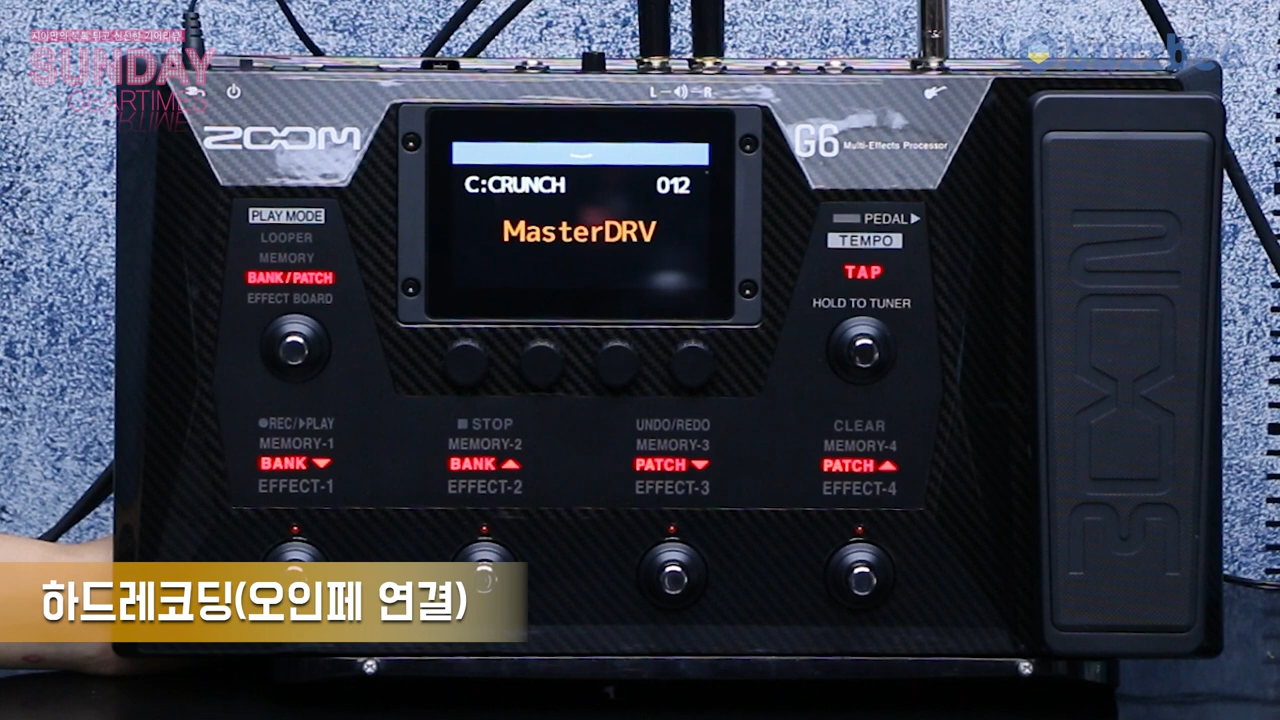 SUNDAY
GEARTIMES
ZOOM
L R
G6 Multi-Effects Processor
C:CRUNCH 012
MasterDRV
PLAY MODE
LOOPER
MEMORY
BANK/PATCH
EFFECT BOARD
PEDAL
TEMPO
TAP
HOLD TO TUNER
REC/PLAY STOP UNDO/REDO CLEAR
MEMORY-1 MEMORY-2 MEMORY-3 MEMORY-4
BANK BANK PATCH PATCH
EFFECT-1 EFFECT-2 EFFECT-3 EFFECT-4
ZOOM
하드레코딩(오인페 연결)